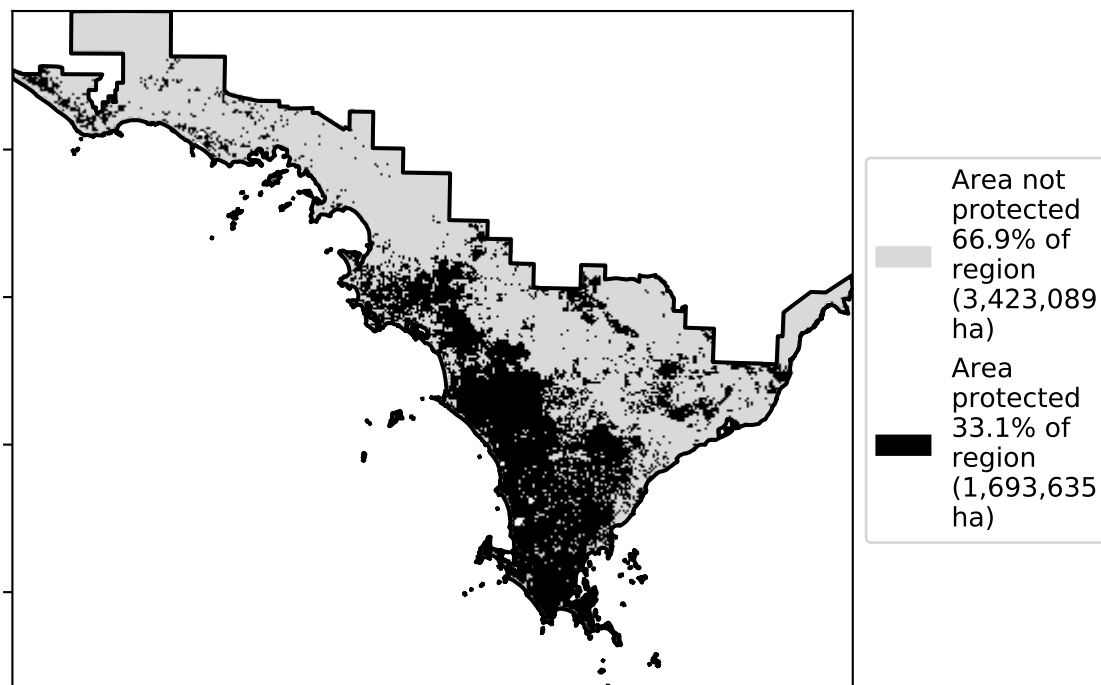 Area not
protected
66.9% of
region
(3,423,089
ha)
Area
protected
33.1% of
region
(1,693,635
ha)